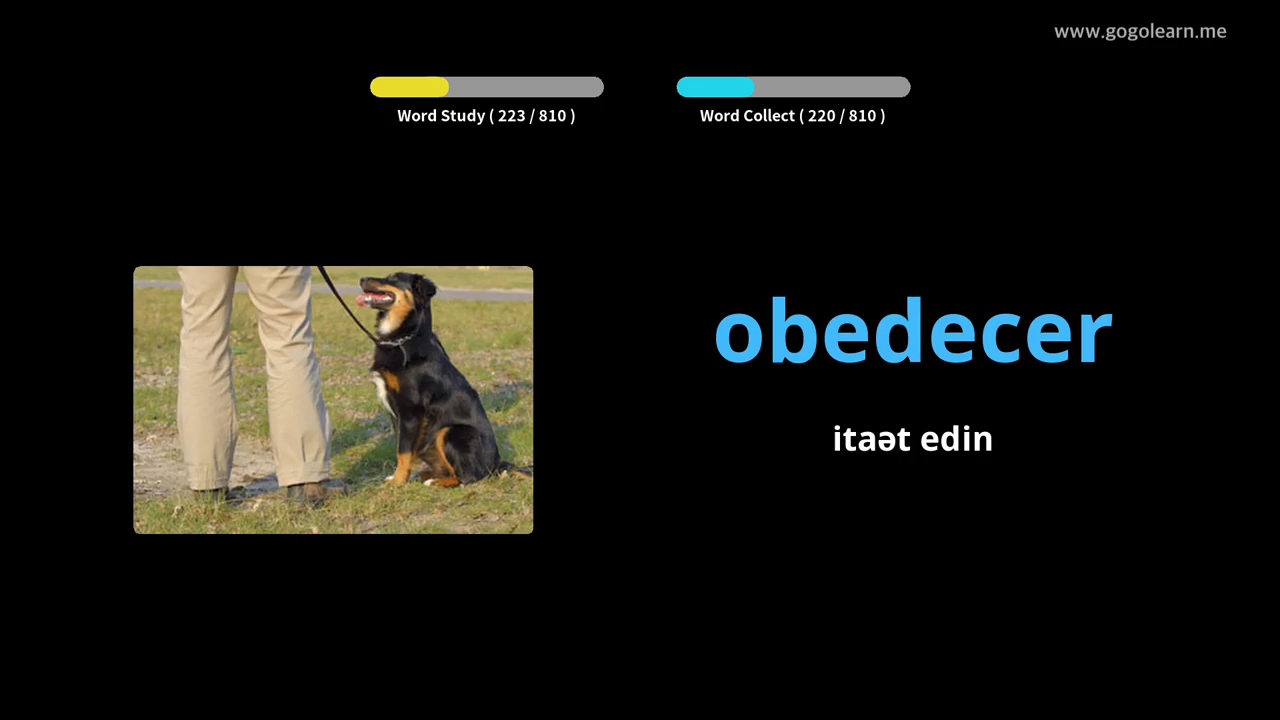 www.gogolearn.me
Word Study ( 223 / 810 )
Word Collect ( 220 / 810 )
obedecer
itaət edin